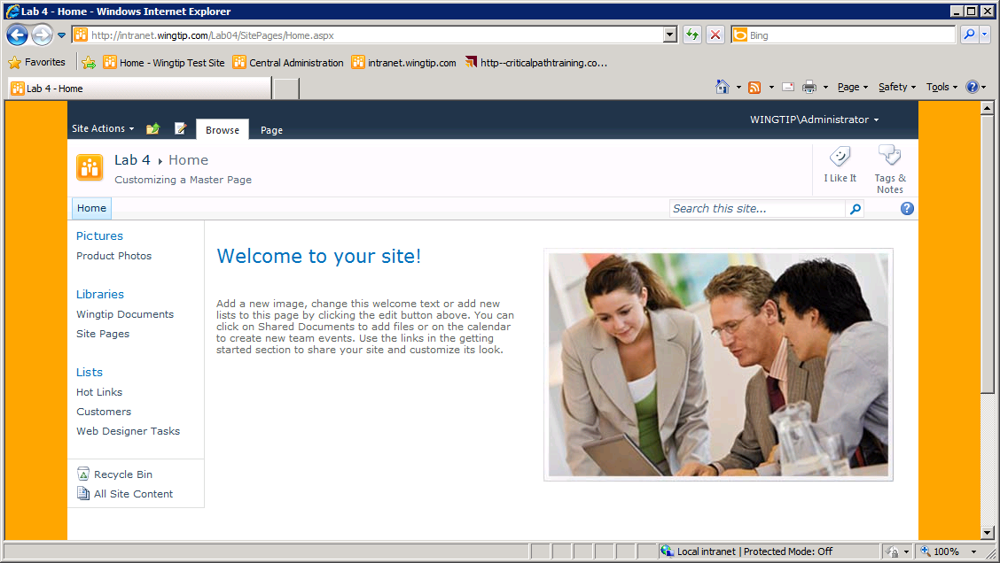 Lab 4 - Home - Windows Internet Explorer
http://intranet.wingtip.com/Lab04/SitePages/Home.aspx
Bing
Favorites
Home - Wingtip Test Site
Central Administration
intranet.wingtip.com
http--criticalpathtraining.co...
Lab 4 - Home
Page
Safety
Tools
Site Actions
Browse
Page
WINGTIP\Administrator
Lab 4
Home
Customizing a Master Page
I Like It
Tags &
Notes
Home
Search this site...
Pictures
Product Photos
Libraries
Wingtip Documents
Site Pages
Lists
Hot Links
Customers
Web Designer Tasks
Recycle Bin
All Site Content
Welcome to your site!
Add a new image, change this welcome text or add new
lists to this page by clicking the edit button above. You can
click on Shared Documents to add files or on the calendar
to create new team events. Use the links in the getting
started section to share your site and customize its look.
Local intranet | Protected Mode: Off
100%